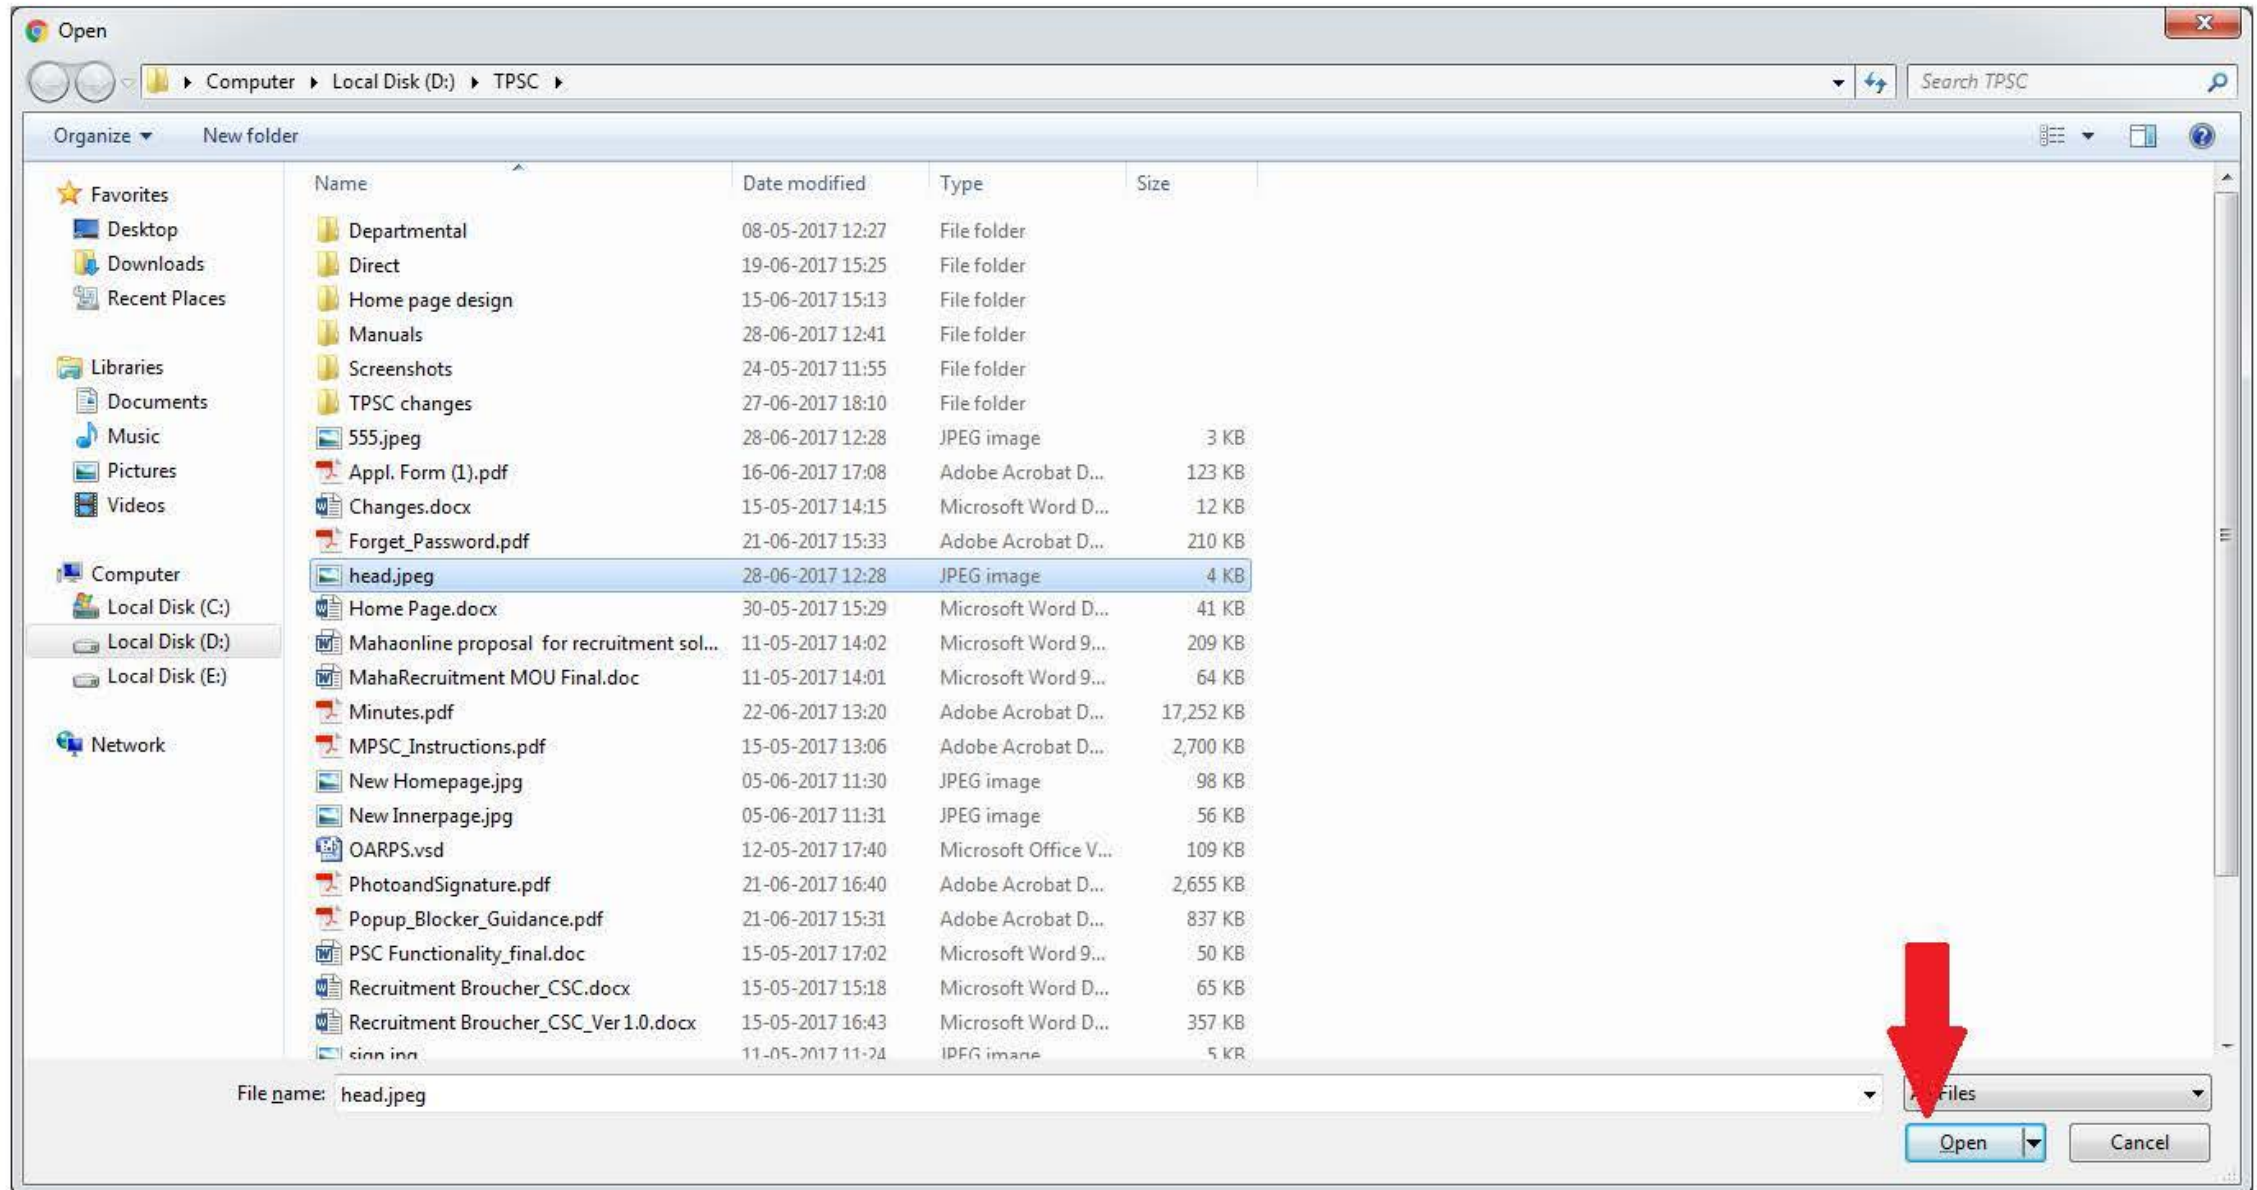 Open
Computer Local Disk (D:) TPSC Search TPSC
Organize New folder
Favorites
Desktop
Downloads
Recent Places
Libraries
Documents
Music
Pictures
Videos
Computer
Local Disk (C:)
Local Disk (D:)
Local Disk (E:)
Network
Name Date modified Type Size
Departmental 08-05-2017 12:27 File folder
Direct 19-06-2017 15:25 File folder
Home page design 15-06-2017 15:13 File folder
Manuals 28-06-2017 12:41 File folder
Screenshots 24-05-2017 11:55 File folder
TPSC changes 27-06-2017 18:10 File folder
555.jpeg 28-06-2017 12:28 JPEG image 3 KB
Appl. Form (1).pdf 16-06-2017 17:08 Adobe Acrobat D... 123 KB
Changes.docx 15-05-2017 14:15 Microsoft Word D... 12 KB
Forget_Password.pdf 21-06-2017 15:33 Adobe Acrobat D... 210 KB
head.jpeg 28-06-2017 12:28 JPEG image 4 KB
Home Page.docx 30-05-2017 15:29 Microsoft Word D... 41 KB
Mahaonline proposal for recruitment sol... 11-05-2017 14:02 Microsoft Word 9... 209 KB
MahaRecruitment MOU Final.doc 11-05-2017 14:01 Microsoft Word 9... 64 KB
Minutes.pdf 22-06-2017 13:20 Adobe Acrobat D... 17,252 KB
MPSC_Instructions.pdf 15-05-2017 13:06 Adobe Acrobat D... 2,700 KB
New Homepage.jpg 05-06-2017 11:30 JPEG image 98 KB
New Innerpage.jpg 05-06-2017 11:31 JPEG image 56 KB
OARPS.vsd 12-05-2017 17:40 Microsoft Office V... 109 KB
PhotoandSignature.pdf 21-06-2017 16:40 Adobe Acrobat D... 2,655 KB
Popup_Blocker_Guidance.pdf 21-06-2017 15:31 Adobe Acrobat D... 837 KB
PSC Functionality_final.doc 15-05-2017 17:02 Microsoft Word 9... 50 KB
Recruitment Broucher_CSC.docx 15-05-2017 15:18 Microsoft Word D... 65 KB
Recruitment Broucher_CSC_Ver1.0.docx 15-05-2017 16:43 Microsoft Word D... 357 KB
sign.jpg 11-05-2017 11:24 JPEG image 5 KB
File name: head.jpeg Files
Open Cancel